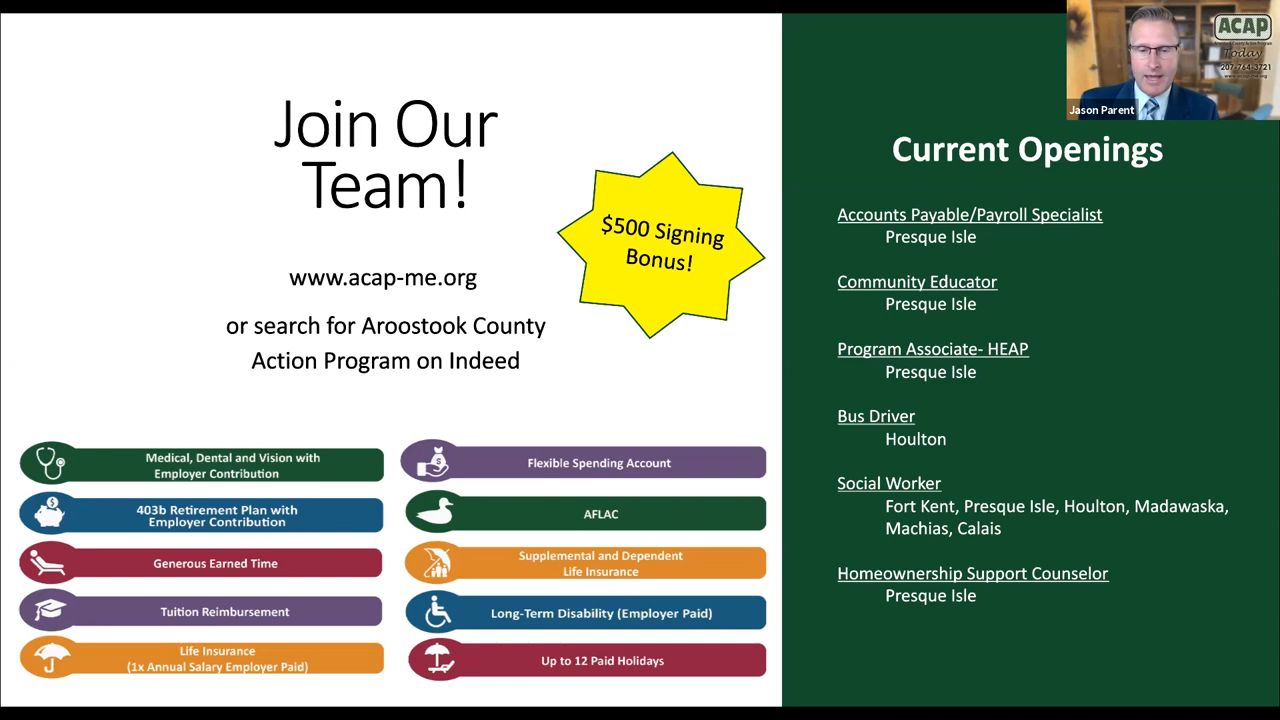 Join Our
Team!
www.acap-me.org
or search for Aroostook County
Action Program on Indeed
$500 Signing
Bonus!
Medical, Dental and Vision with
Employer Contribution
403b Retirement Plan with
Employer Contribution
Generous Earned Time
Tuition Reimbursement
Life Insurance
(1x Annual Salary Employer Paid)
Flexible Spending Account
AFLAC
Supplemental and Dependent
Life Insurance
Long-Term Disability (Employer Paid)
Up to 12 Paid Holidays
ACAP
Today
207-764-3721
Jason Parent
Current Openings
Accounts Payable/Payroll Specialist
Presque Isle
Community Educator
Presque Isle
Program Associate- HEAP
Presque Isle
Bus Driver
Houlton
Social Worker
Fort Kent, Presque Isle, Houlton, Madawaska,
Machias, Calais
Homeownership Support Counselor
Presque Isle